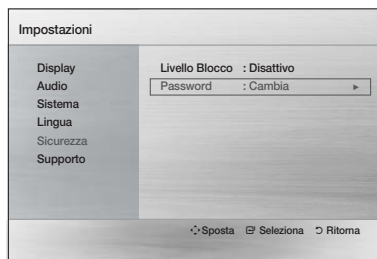 Impostazioni
Display
Audio
Sistema
Lingua
Sicurezza
Supporto
Livello Blocco : Disattivo
Password : Cambia ►
Sposta Seleziona Ritorna